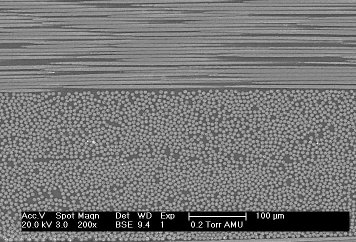 Acc.V Spot Magn Det WD Exp 100 µm
20.0 kV 3.0 200x BSE 9.4 1 0.2 Torr AMU